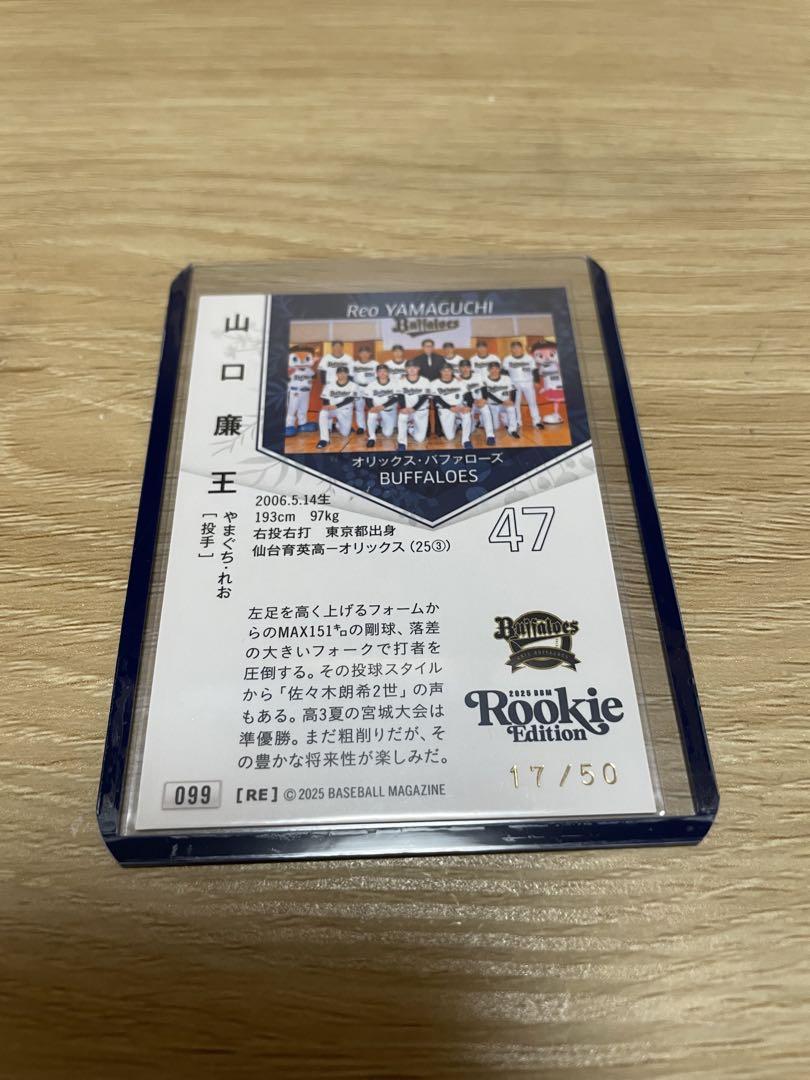 山口廉王
やまぐち・れお
［投手］
Reo YAMAGUCHI
Buffaloes
オリックス・バファローズ
BUFFALOES
2006.5.14生
193cm 97kg
右投右打 東京都出身
仙台育英高－オリックス（25③）
47
左足を高く上げるフォームか
らのMAX151㌔の剛球、落差
の大きいフォークで打者を
圧倒する。その投球スタイル
から「佐々木朗希2世」の声
もある。高3夏の宮城大会は
準優勝。まだ粗削りだが、そ
の豊かな将来性が楽しみだ。
Buffaloes
2025 BBM
Rookie
Edition
17/50
099 [RE] © 2025 BASEBALL MAGAZINE